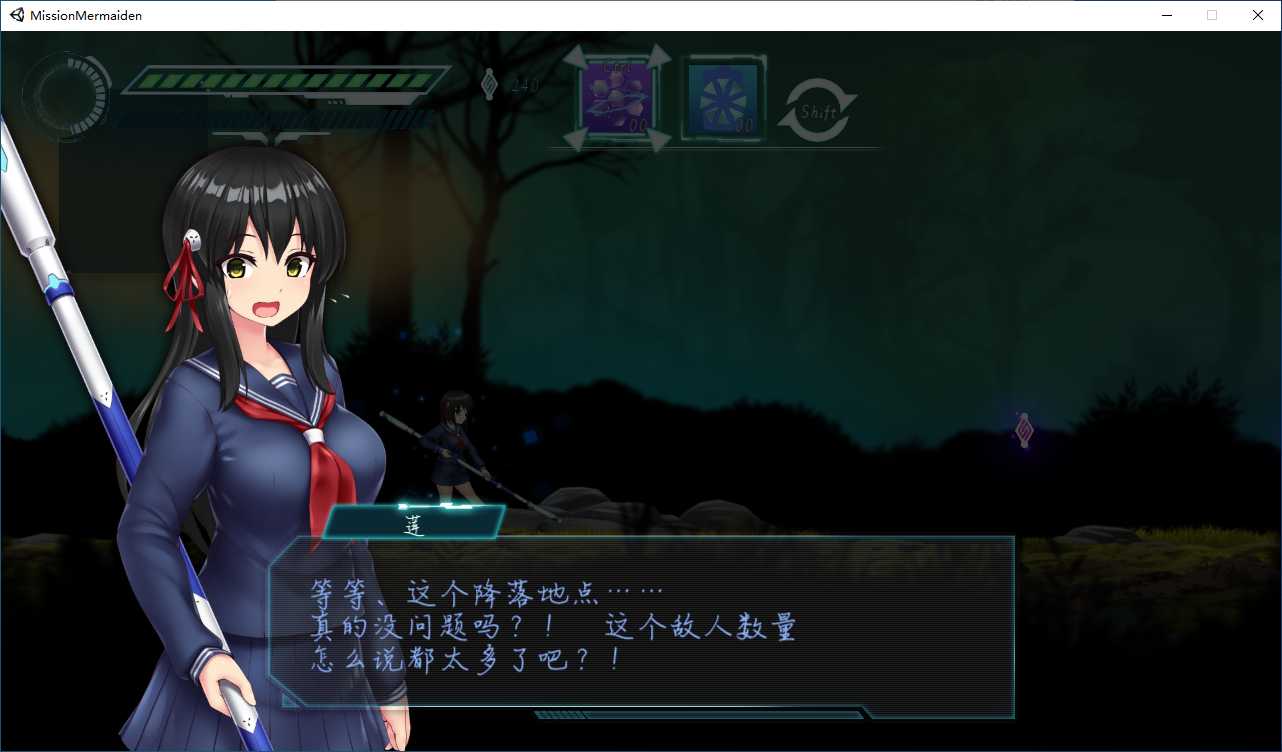 MissionMermaiden
240
Ctrl
00
00
Shift
莲
等等、这个降落地点……
真的没问题吗？！　这个敌人数量
怎么说都太多了吧？！